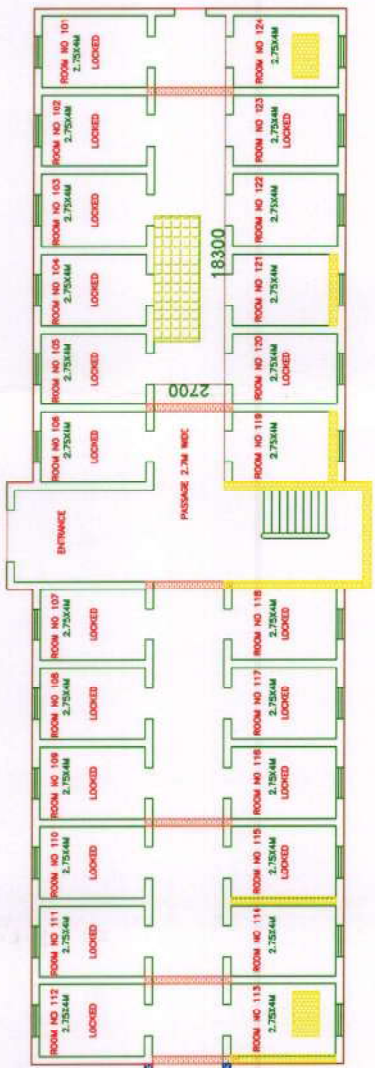 ROOM NO 112
2.75X4M
LOCKED
ROOM NO 111
2.75X4M
LOCKED
ROOM NO 110
2.75X4M
LOCKED
ROOM NO 109
2.75X4M
LOCKED
ROOM NO 108
2.75X4M
LOCKED
ROOM NO 107
2.75X4M
LOCKED
ENTRANCE
ROOM NO 106
2.75X4M
LOCKED
ROOM NO 105
2.75X4M
LOCKED
ROOM NO 104
2.75X4M
LOCKED
ROOM NO 103
2.75X4M
LOCKED
ROOM NO 102
2.75X4M
LOCKED
ROOM NO 101
2.75X4M
LOCKED
PASSAGE 2.7M WIDE
2700
18300
ROOM NO 113
2.75X4M
ROOM NO 114
2.75X4M
ROOM NO 115
2.75X4M
LOCKED
ROOM NO 116
2.75X4M
LOCKED
ROOM NO 117
2.75X4M
LOCKED
ROOM NO 118
2.75X4M
LOCKED
ROOM NO 119
2.75X4M
ROOM NO 120
2.75X4M
LOCKED
ROOM NO 121
2.75X4M
ROOM NO 122
2.75X4M
ROOM NO 123
2.75X4M
LOCKED
ROOM NO 124
2.75X4M